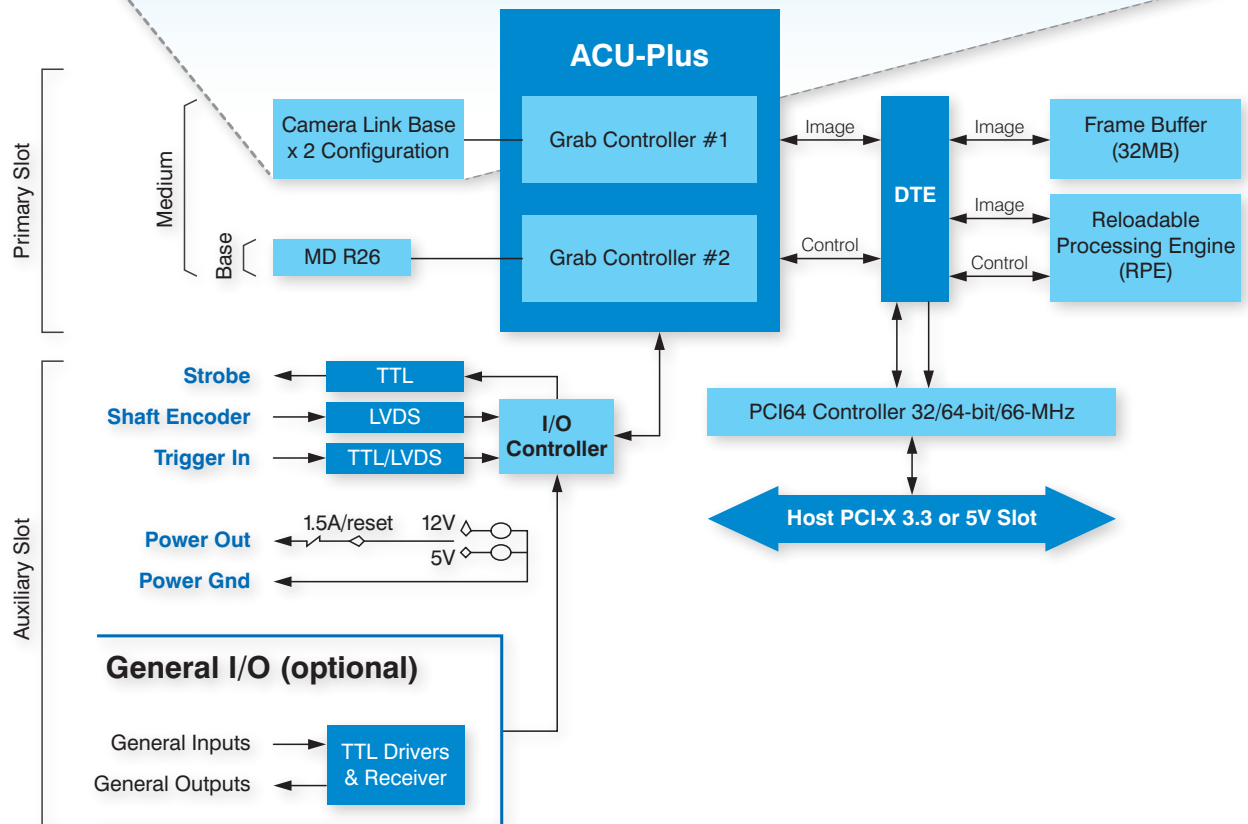 ACU-Plus
Primary Slot
Medium
Base
Camera Link Base
x 2 Configuration
MD R26
Grab Controller #1
Grab Controller #2
Image
Control
DTE
Image
Image
Control
Frame Buffer
(32MB)
Reloadable
Processing Engine
(RPE)
PCI64 Controller 32/64-bit/66-MHz
Host PCI-X 3.3 or 5V Slot
Auxiliary Slot
Strobe
TTL
Shaft Encoder
LVDS
Trigger In
TTL/LVDS
I/O
Controller
Power Out
1.5A/reset
12V
5V
Power Gnd
General I/O (optional)
General Inputs
General Outputs
TTL Drivers
& Receiver